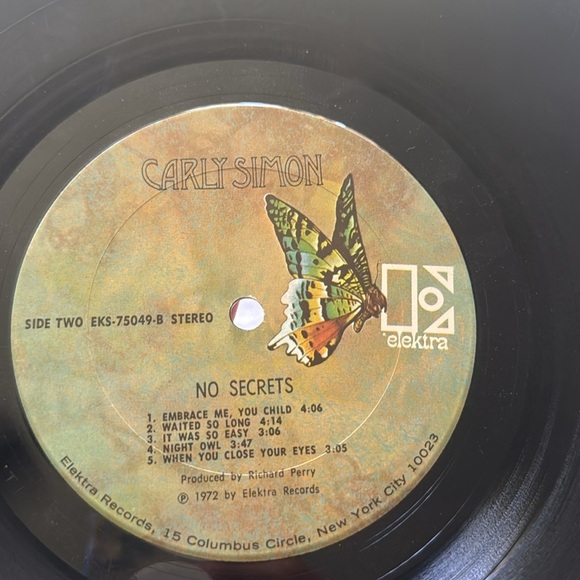 CARLY SIMON
elektra
SIDE TWO EKS-75049-B STEREO
NO SECRETS
1. EMBRACE ME, YOU CHILD 4:06
2. WAITED SO LONG 4:14
3. IT WAS SO EASY 3:06
4. NIGHT OWL 3:47
5. WHEN YOU CLOSE YOUR EYES 3:05
Produced by Richard Perry
℗ 1972 by Elektra Records
Elektra Records, 15 Columbus Circle, New York City 10023